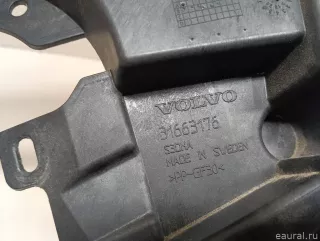 VOLVO
31663176
MADE IN SWEDEN
>PP-GF30<
eaural.ru